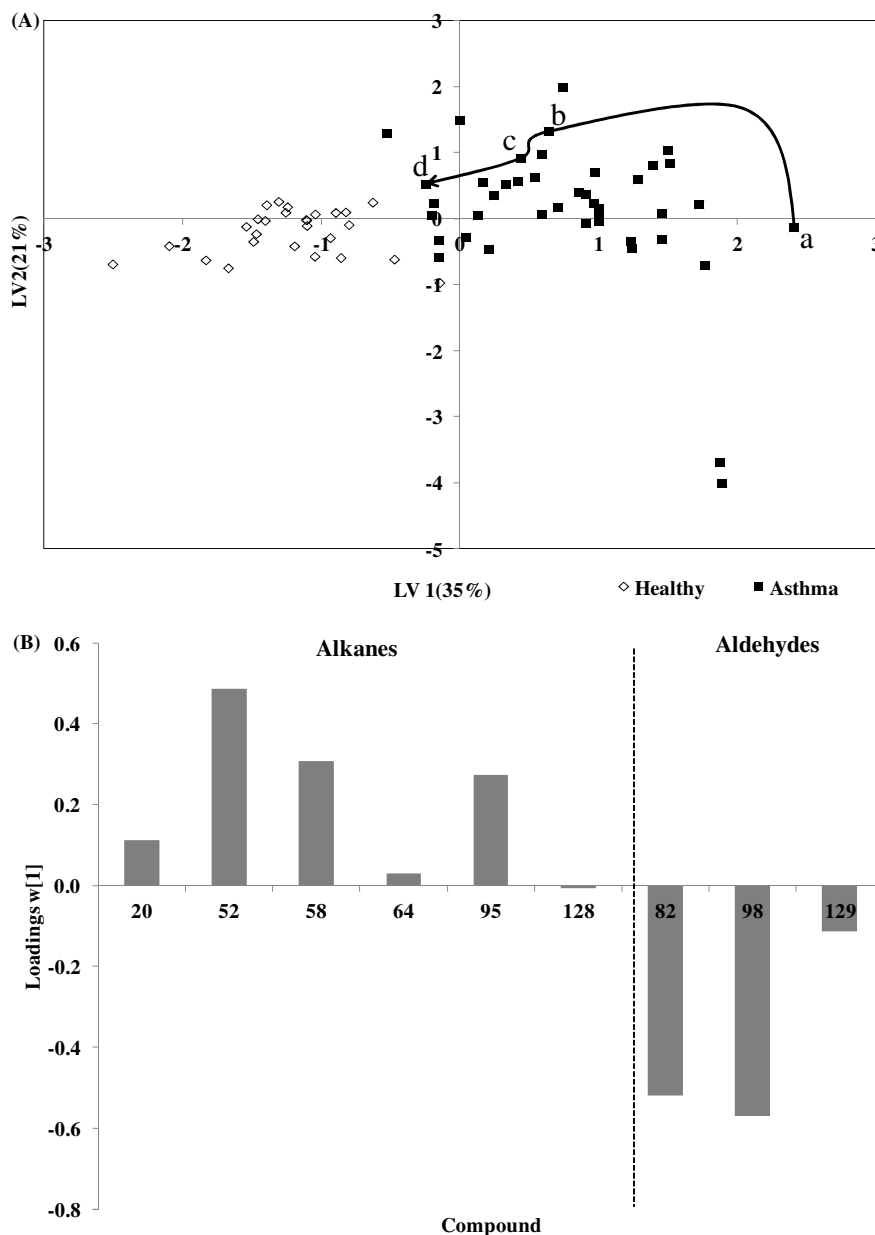 (A)
3
2
b
1
c
d
0
-3
-2
-1
0
1
2
3
a
-1
-2
-3
-4
-5
LV2(21%)
LV 1(35%)
Healthy
Asthma
(B)
Alkanes
Aldehydes
0.6
0.4
0.2
0.0
20
52
58
64
95
128
82
98
129
-0.2
-0.4
-0.6
-0.8
Loadings w[1]
Compound